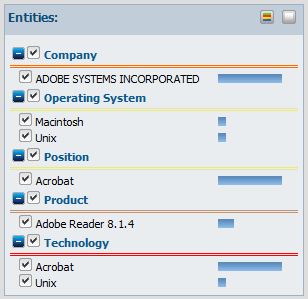 Entities:
Company
ADOBE SYSTEMS INCORPORATED
Operating System
Macintosh
Unix
Position
Acrobat
Product
Adobe Reader 8.1.4
Technology
Acrobat
Unix